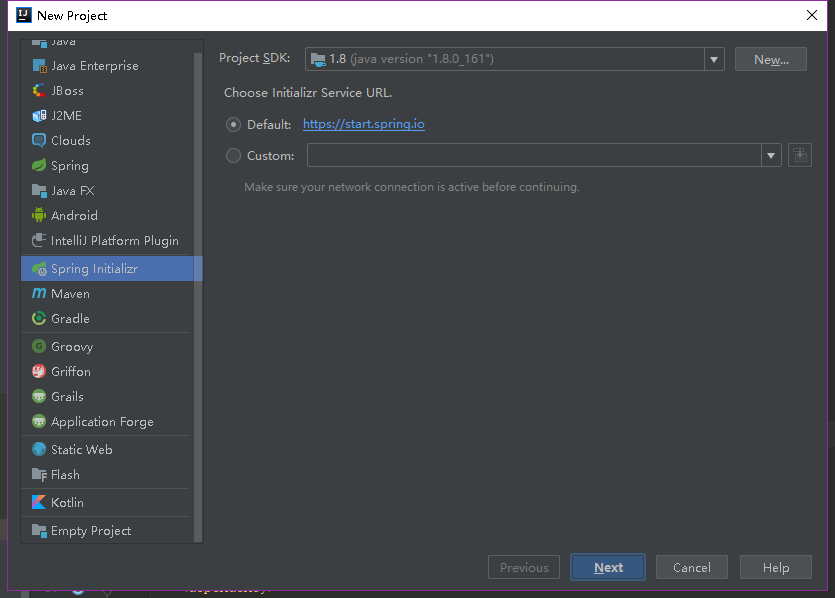 New Project
Java
Java Enterprise
JBoss
J2ME
Clouds
Spring
Java FX
Android
IntelliJ Platform Plugin
Spring Initializr
Maven
Gradle
Groovy
Griffon
Grails
Application Forge
Static Web
Flash
Kotlin
Empty Project
Project SDK: 1.8 (java version "1.8.0_161") New...
Choose Initializr Service URL.
Default: https://start.spring.io
Custom:
Make sure your network connection is active before continuing.
Previous Next Cancel Help